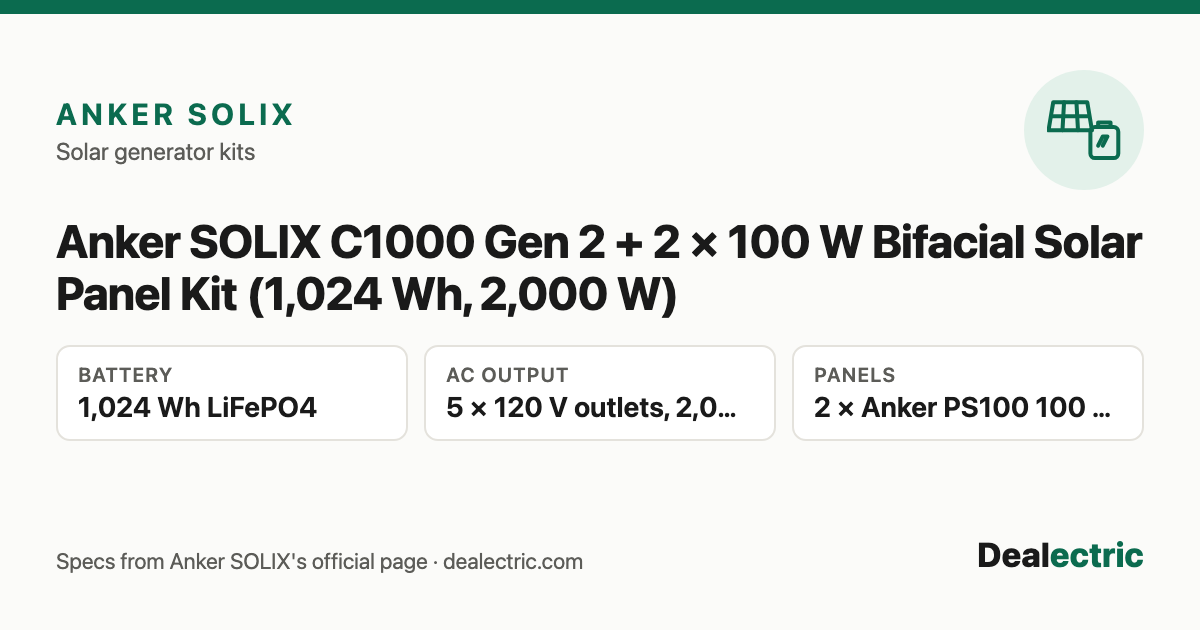 ANKER SOLIX
Solar generator kits
Anker SOLIX C1000 Gen 2 + 2 × 100 W Bifacial Solar
Panel Kit (1,024 Wh, 2,000 W)
BATTERY
1,024 Wh LiFePO4
AC OUTPUT
5 × 120 V outlets, 2,0...
PANELS
2 × Anker PS100 100 ...
Specs from Anker SOLIX's official page · dealectric.com
Dealectric